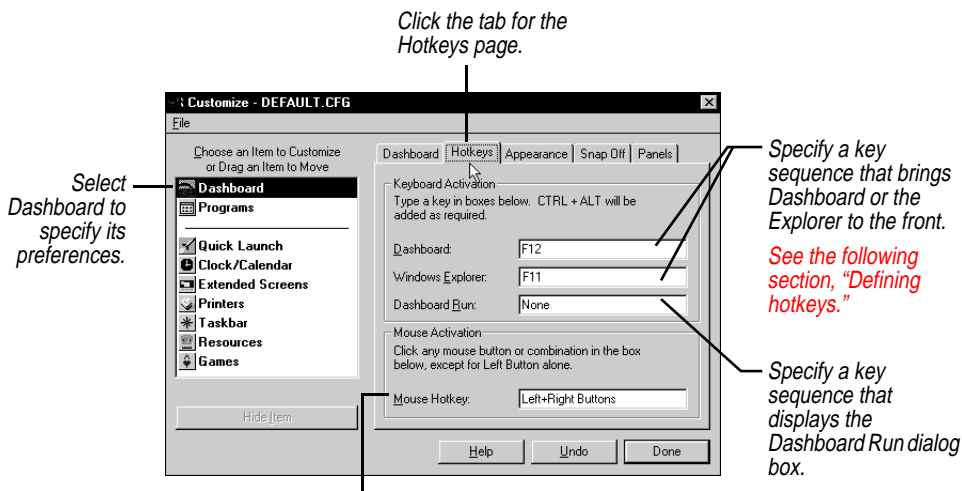 Click the tab for the
Hotkeys page.
Customize - DEFAULT.CFG
File
Choose an Item to Customize
or Drag an Item to Move
Dashboard
Programs
Quick Launch
Clock/Calendar
Extended Screens
Printers
Taskbar
Resources
Games
Hide Item
Dashboard Hotkeys Appearance Snap Off Panels
Keyboard Activation
Type a key in boxes below. CTRL + ALT will be
added as required.
Dashboard: F12
Windows Explorer: F11
Dashboard Run: None
Mouse Activation
Click any mouse button or combination in the box
below, except for Left Button alone.
Mouse Hotkey: Left+Right Buttons
Help Undo Done
Select
Dashboard to
specify its
preferences.
Specify a key
sequence that brings
Dashboard or the
Explorer to the front.
See the following
section, “Defining
hotkeys.”
Specify a key
sequence that
displays the
Dashboard Run dialog
box.